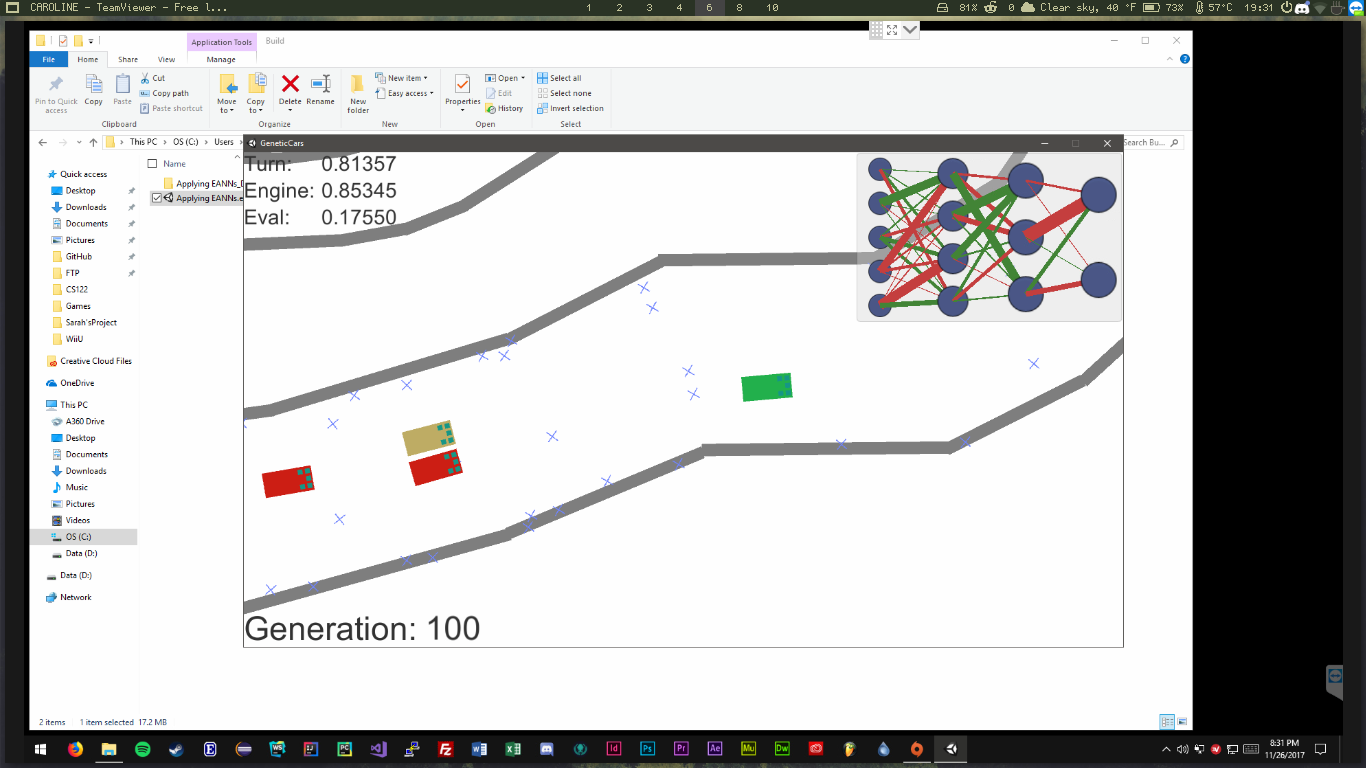 CAROLINE - TeamViewer - Free l...
1 2 3 4 6 8 10
81% 0 Clear sky, 40 °F 73% 57°C 19:31
Application Tools
Build
File Home Share View Manage
Pin to Quick access
Copy
Paste
Cut
Copy path
Paste shortcut
Clipboard
Move to
Copy to
Delete
Rename
Organize
New folder
New item
Easy access
New
Properties
Open
Edit
History
Open
Select all
Select none
Invert selection
Select
This PC > OS (C:) > Users
Search Bu...
Name
Applying EANNs_
Applying EANNs.e
Quick access
Desktop
Downloads
Documents
Pictures
GitHub
FTP
CS122
Games
Sarah'sProject
WiiU
Creative Cloud Files
OneDrive
This PC
A360 Drive
Desktop
Documents
Downloads
Music
Pictures
Videos
OS (C:)
Data (D:)
Data (D:)
Network
GeneticCars
Turn: 0.81357
Engine: 0.85345
Eval: 0.17550
Generation: 100
2 items 1 item selected 17.2 MB
8:31 PM
11/26/2017